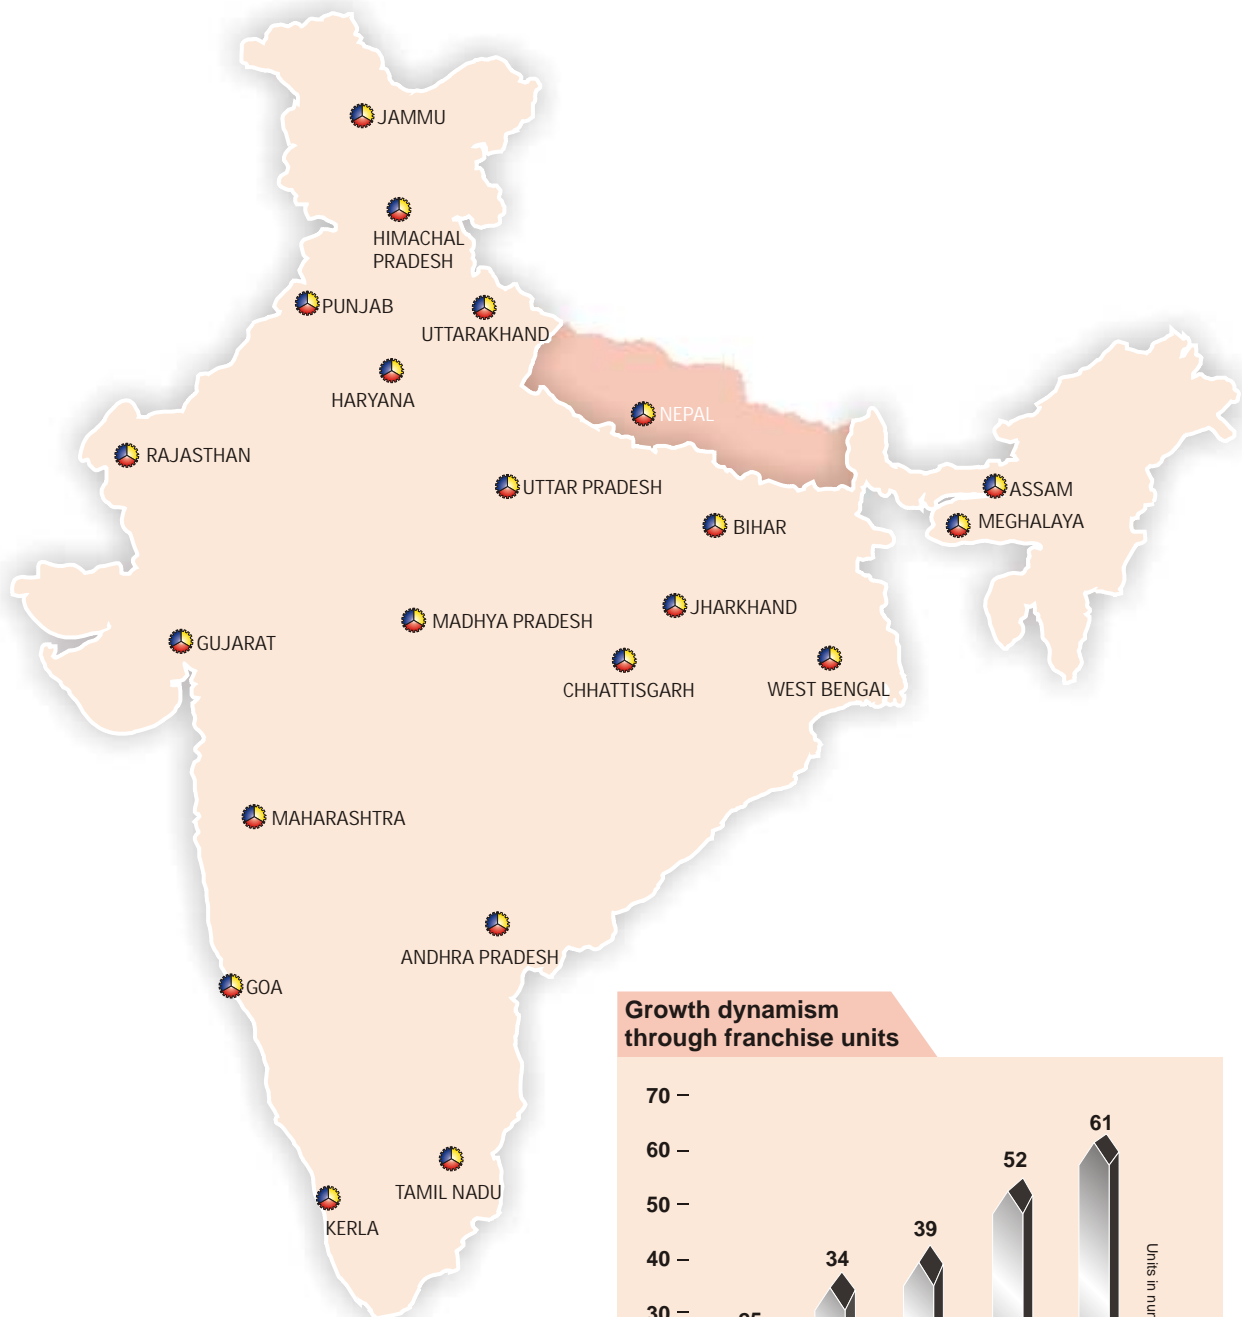 JAMMU
HIMACHAL
PRADESH
PUNJAB
UTTARAKHAND
HARYANA
NEPAL
RAJASTHAN
UTTAR PRADESH
ASSAM
BIHAR
MEGHALAYA
MADHYA PRADESH
JHARKHAND
GUJARAT
CHHATTISGARH
WEST BENGAL
MAHARASHTRA
ANDHRA PRADESH
GOA
TAMIL NADU
KERLA
Growth dynamism
through franchise units
70
61
60
52
50
39
40
34
30
Units in